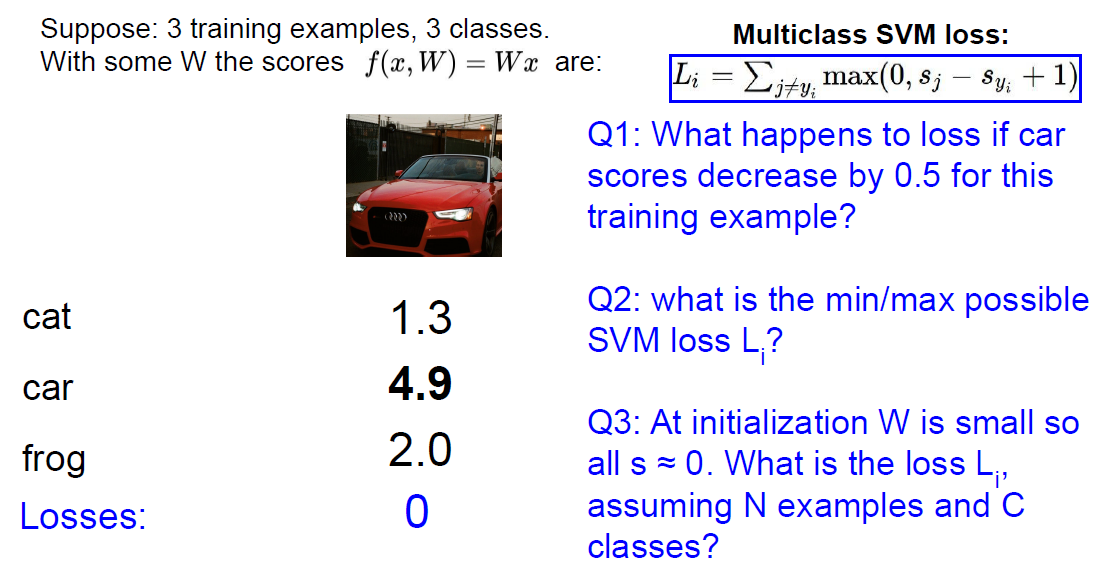 Suppose: 3 training examples, 3 classes.
With some W the scores f(x, W) = Wx are:
Multiclass SVM loss:
L_i = ∑_{j≠y_i} max(0, s_j − s_{y_i} + 1)
Q1: What happens to loss if car
scores decrease by 0.5 for this
training example?
Q2: what is the min/max possible
SVM loss L_i?
Q3: At initialization W is small so
all s ≈ 0. What is the loss L_i,
assuming N examples and C
classes?
cat 1.3
car 4.9
frog 2.0
Losses: 0